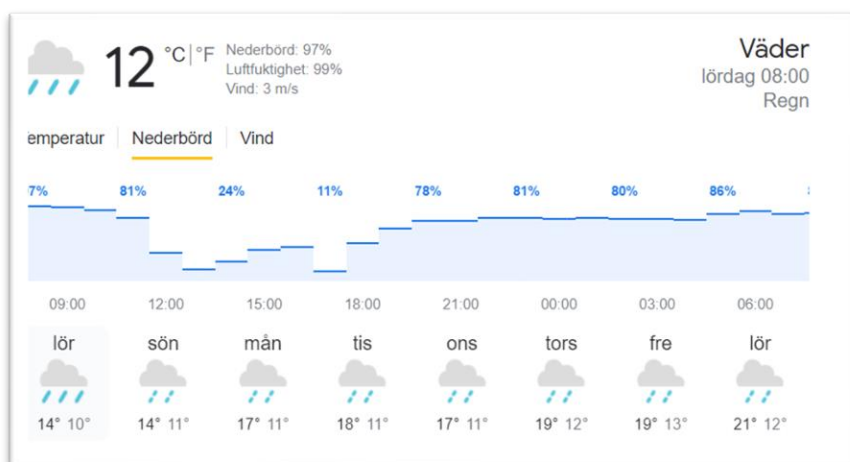 12 °C|°F
Nederbörd: 97%
Luftfuktighet: 99%
Vind: 3 m/s
Väder
lördag 08:00
Regn
emperatur Nederbörd Vind
7% 81% 24% 11% 78% 81% 80% 86%
09:00 12:00 15:00 18:00 21:00 00:00 03:00 06:00
lör sön mån tis ons tors fre lör
14° 10° 14° 11° 17° 11° 18° 11° 17° 11° 19° 12° 19° 13° 21° 12°